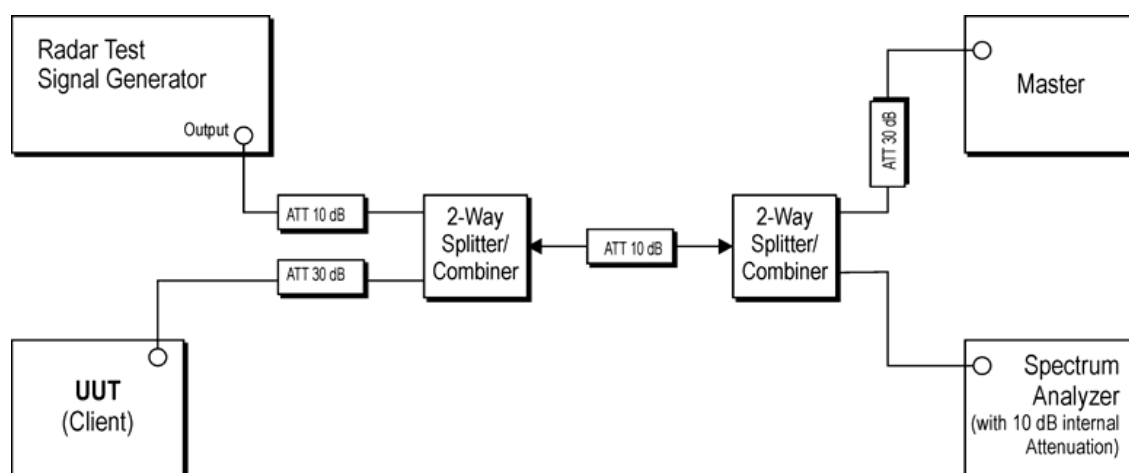 Radar Test
Signal Generator
Output
ATT 10 dB
2-Way
Splitter/
Combiner
ATT 30 dB
ATT 10 dB
2-Way
Splitter/
Combiner
ATT 30 dB
Master
UUT
(Client)
Spectrum
Analyzer
(with 10 dB internal
Attenuation)